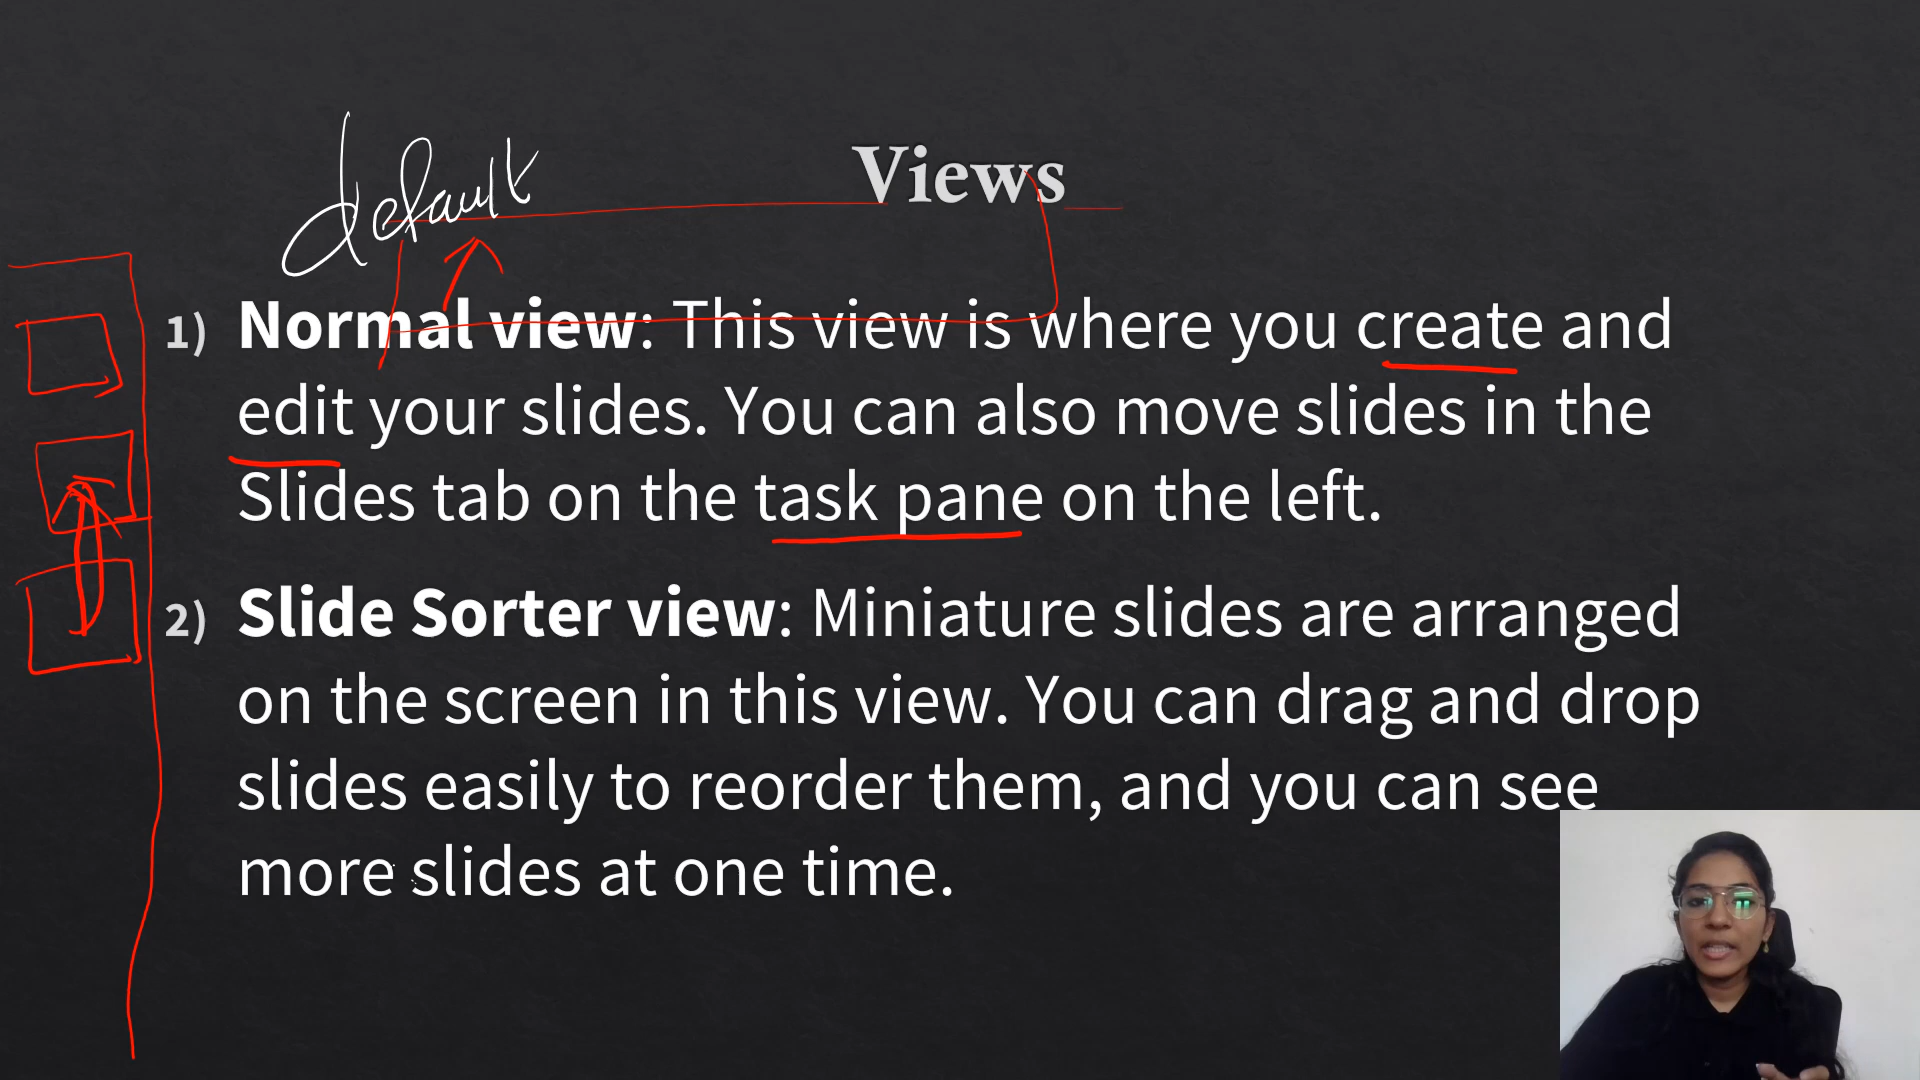 default
Views
1) Normal view: This view is where you create and
edit your slides. You can also move slides in the
Slides tab on the task pane on the left.
2) Slide Sorter view: Miniature slides are arranged
on the screen in this view. You can drag and drop
slides easily to reorder them, and you can see
more slides at one time.